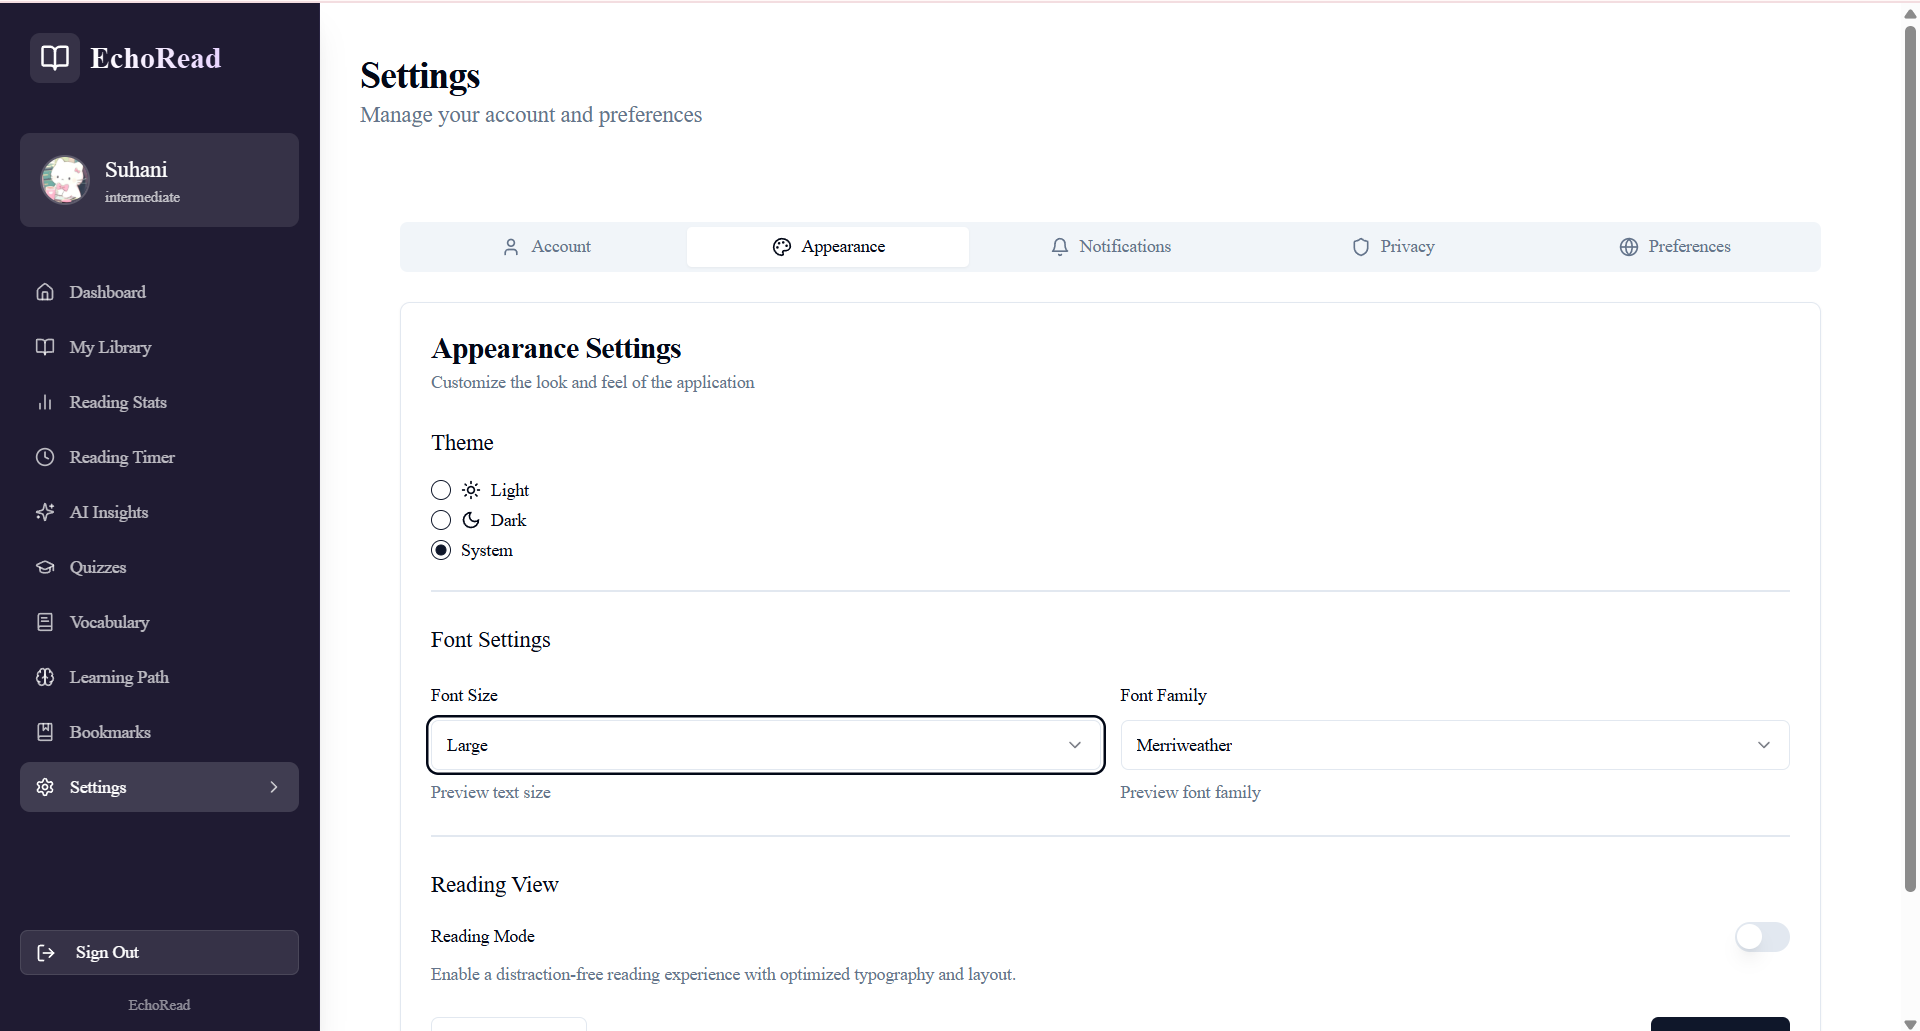 EchoRead
Suhani
intermediate
Dashboard
My Library
Reading Stats
Reading Timer
AI Insights
Quizzes
Vocabulary
Learning Path
Bookmarks
Settings
Sign Out
EchoRead
Settings
Manage your account and preferences
Account
Appearance
Notifications
Privacy
Preferences
Appearance Settings
Customize the look and feel of the application
Theme
Light
Dark
System
Font Settings
Font Size
Large
Preview text size
Font Family
Merriweather
Preview font family
Reading View
Reading Mode
Enable a distraction-free reading experience with optimized typography and layout.